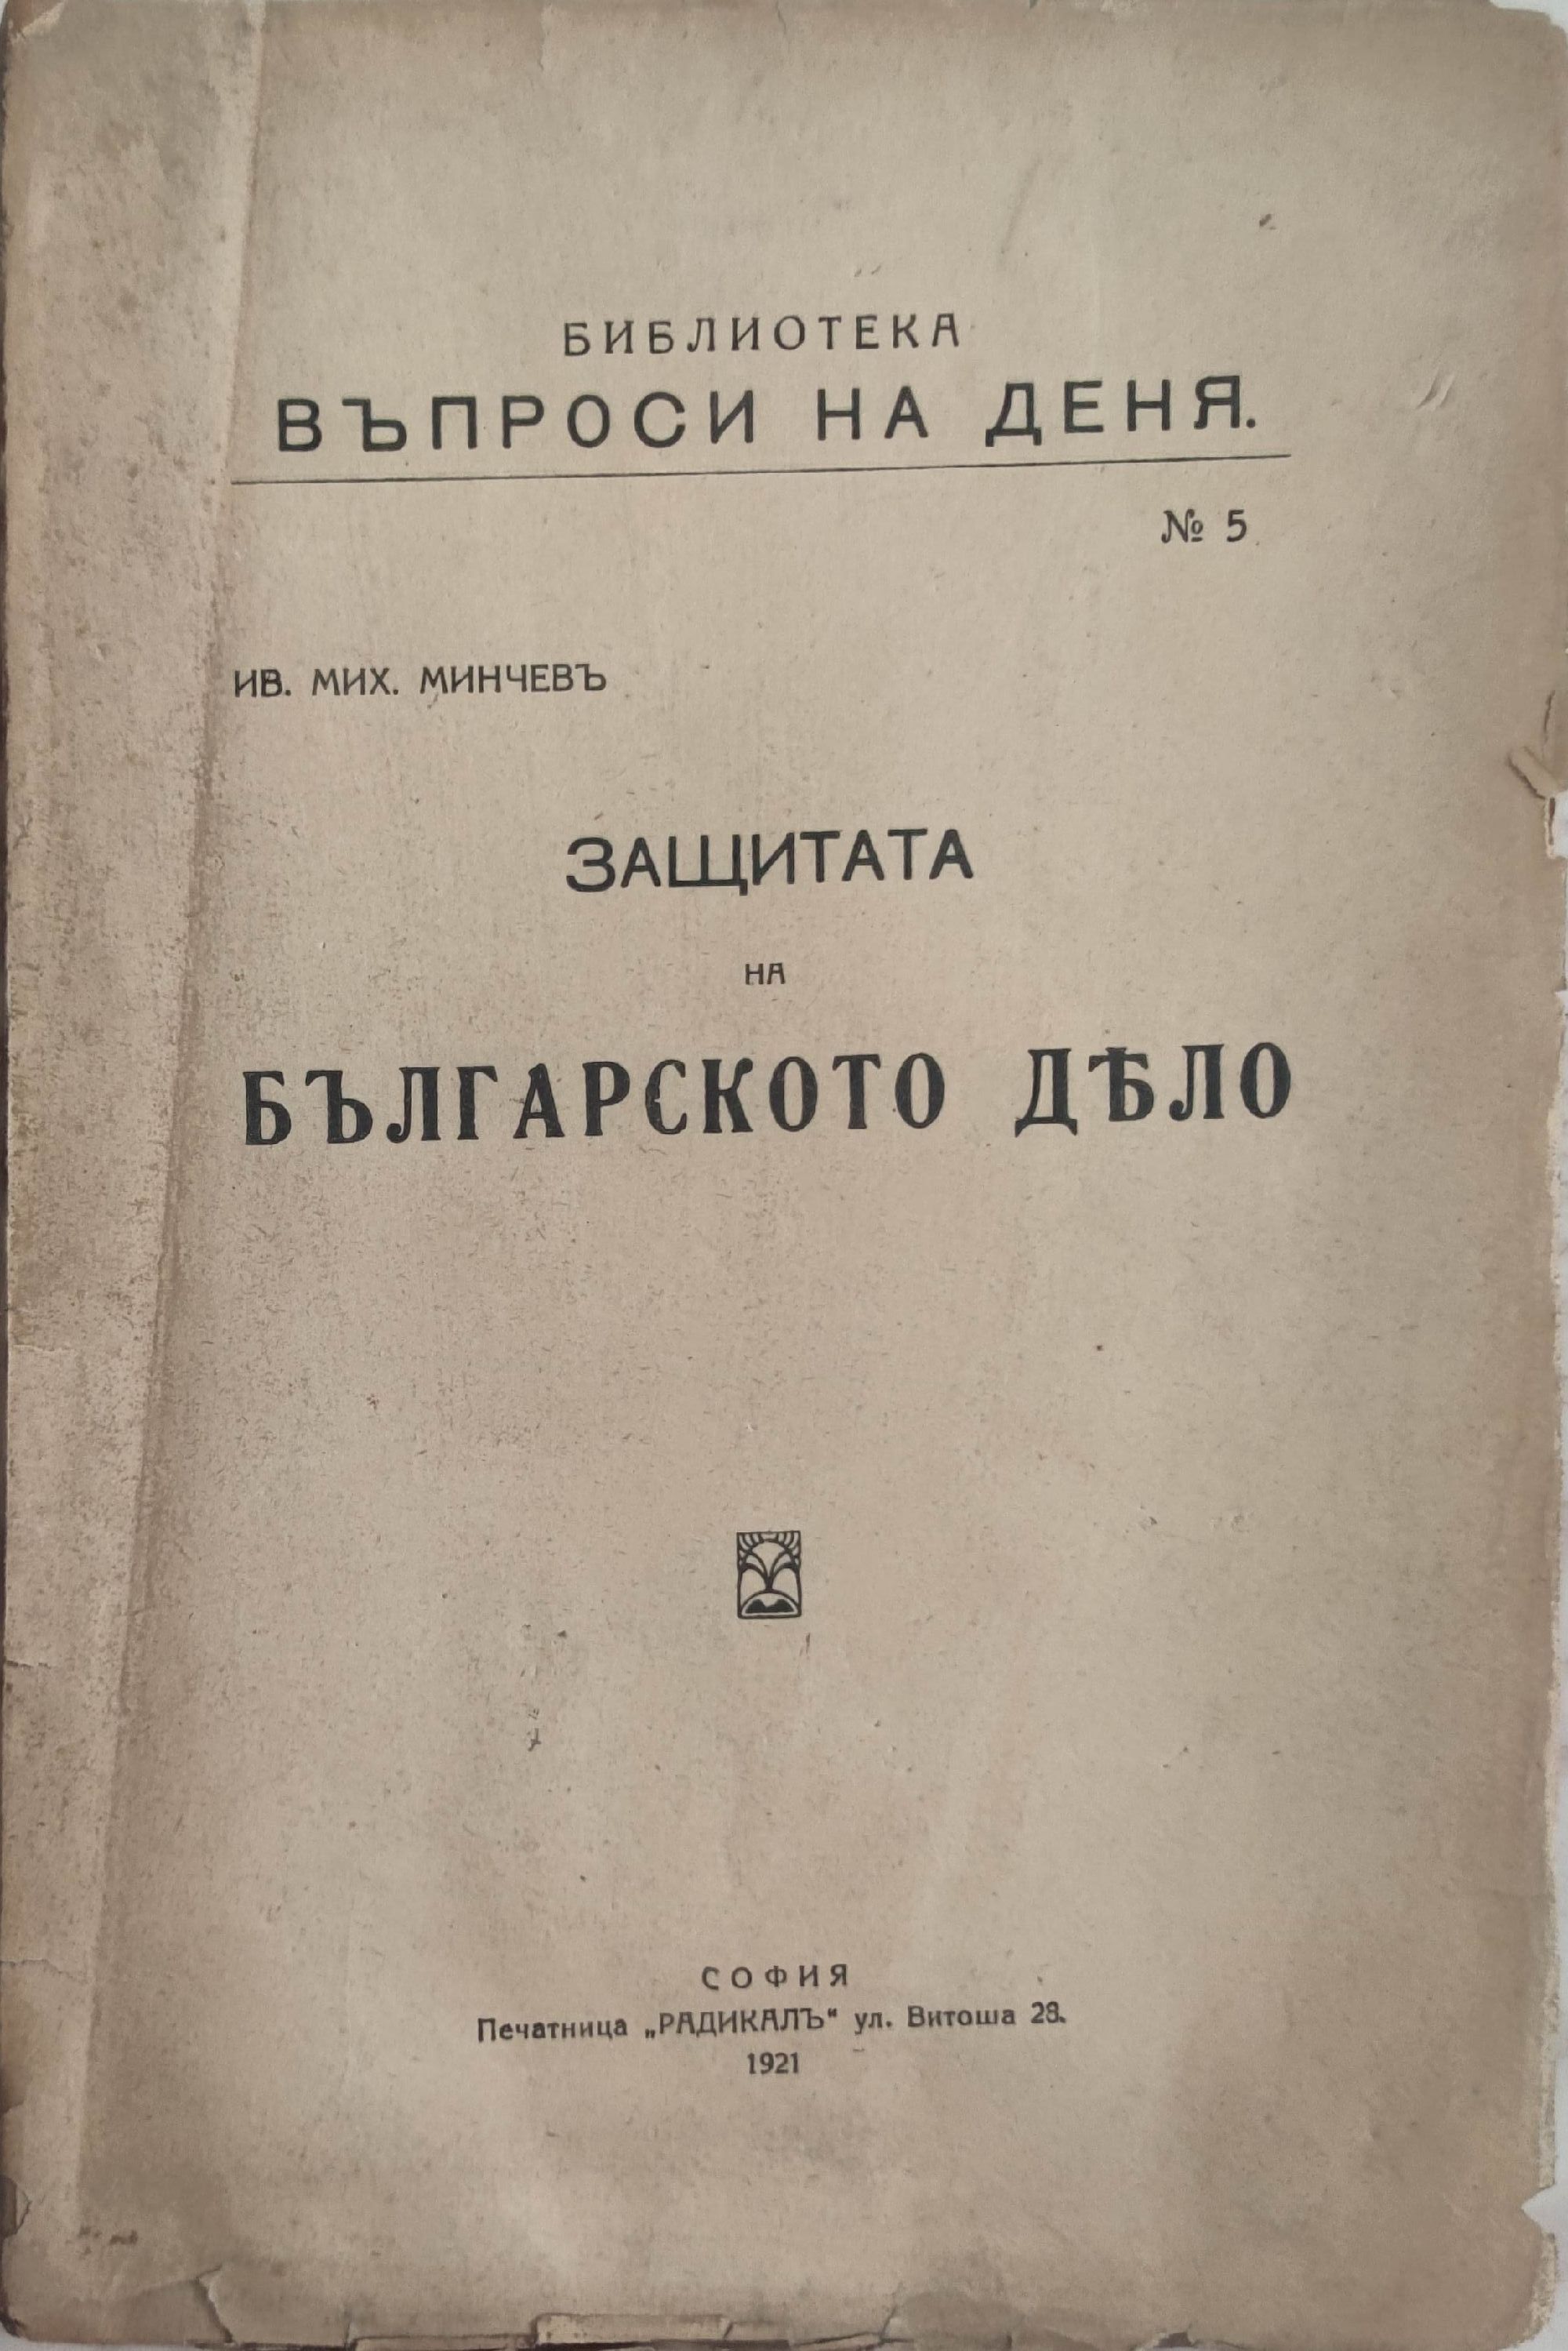 БИБЛИОТЕКА
ВЪПРОСИ НА ДЕНЯ.
№ 5
ИВ. МИХ. МИНЧЕВЪ
ЗАЩИТАТА
НА
БЪЛГАРСКОТО ДѢЛО
СОФИЯ
Печатница „РАДИКАЛЪ“ ул. Витоша 28.
1921